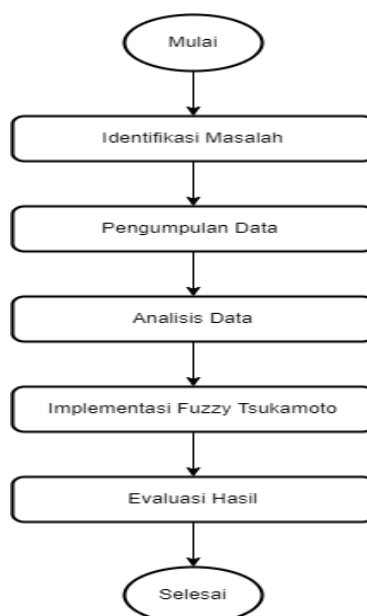 Mulai
Identifikasi Masalah
Pengumpulan Data
Analisis Data
Implementasi Fuzzy Tsukamoto
Evaluasi Hasil
Selesai